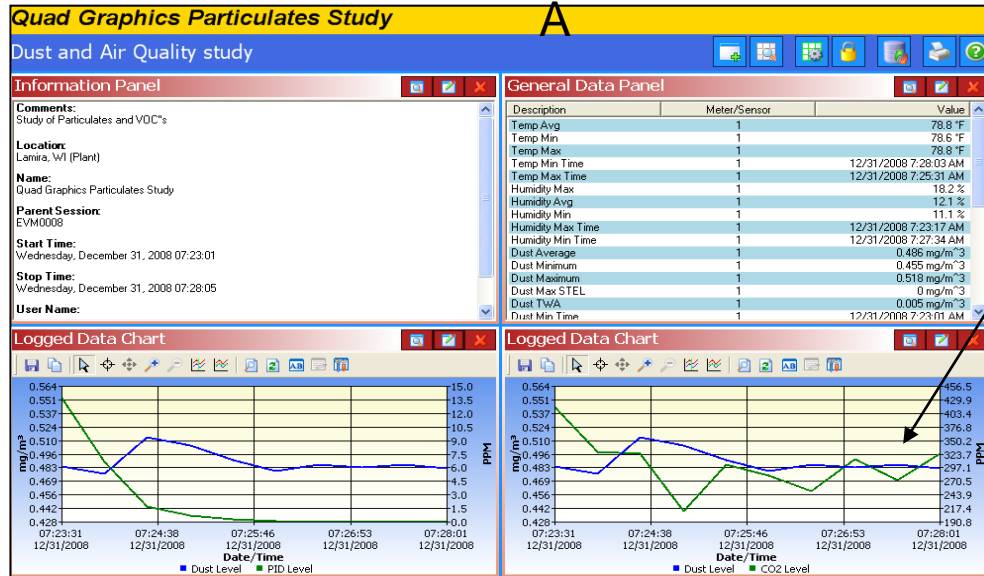 Quad Graphics Particulates Study
A
Dust and Air Quality study
Information Panel
Comments:
Study of Particulates and VOC"s
Location:
Lamira, WI (Plant)
Name:
Quad Graphics Particulates Study
Parent Session:
EVM0008
Start Time:
Wednesday, December 31, 2008 07:23:01
Stop Time:
Wednesday, December 31, 2008 07:28:05
User Name:
General Data Panel
Description Meter/Sensor Value
Temp Avg 1 78.8 °F
Temp Min 1 78.6 °F
Temp Max 1 78.8 °F
Temp Min Time 1 12/31/2008 7:28:03 AM
Temp Max Time 1 12/31/2008 7:25:31 AM
Humidity Max 1 18.2 %
Humidity Avg 1 12.1 %
Humidity Min 1 11.1 %
Humidity Max Time 1 12/31/2008 7:23:17 AM
Humidity Min Time 1 12/31/2008 7:27:34 AM
Dust Average 1 0.486 mg/m^3
Dust Minimum 1 0.455 mg/m^3
Dust Maximum 1 0.518 mg/m^3
Dust Max STEL 1 0 mg/m^3
Dust TWA 1 0.005 mg/m^3
Dust Min Time 1 12/31/2008 7:23:01 AM
Logged Data Chart
AB
0.564 15.0
0.551 13.5
0.537 12.0
0.524 10.5
0.510 9.0
0.496 7.5
0.483 6.0
0.469 4.5
0.456 3.0
0.442 1.5
0.428 0.0
mg/m³
PPM
07:23:31 07:24:38 07:25:46 07:26:53 07:28:01
12/31/2008 12/31/2008 12/31/2008 12/31/2008 12/31/2008
Date/Time
Dust Level PID Level
Logged Data Chart
AB
0.564 456.5
0.551 429.9
0.537 403.4
0.524 376.8
0.510 350.2
0.496 323.7
0.483 297.1
0.469 270.5
0.456 243.9
0.442 217.4
0.428 190.8
mg/m³
PPM
07:23:31 07:24:38 07:25:46 07:26:53 07:28:01
12/31/2008 12/31/2008 12/31/2008 12/31/2008 12/31/2008
Date/Time
Dust Level CO2 Level